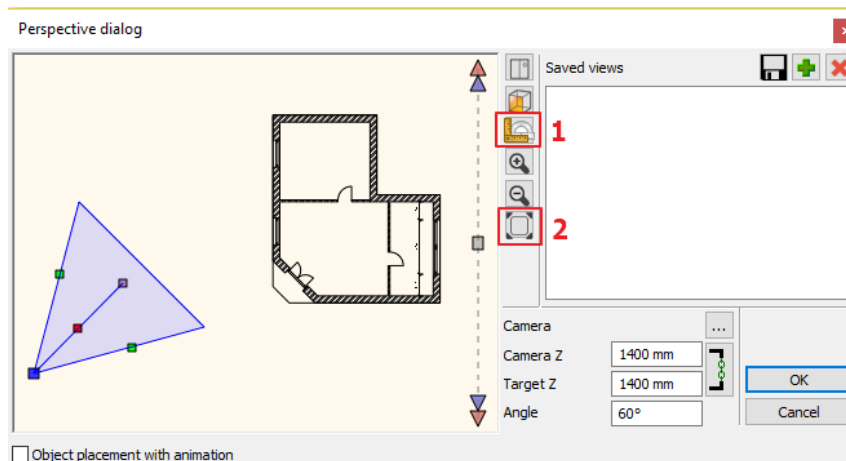 Perspective dialog
Saved views
1
2
Camera
...
Camera Z 1400 mm
Target Z 1400 mm
Angle 60°
OK
Cancel
Object placement with animation